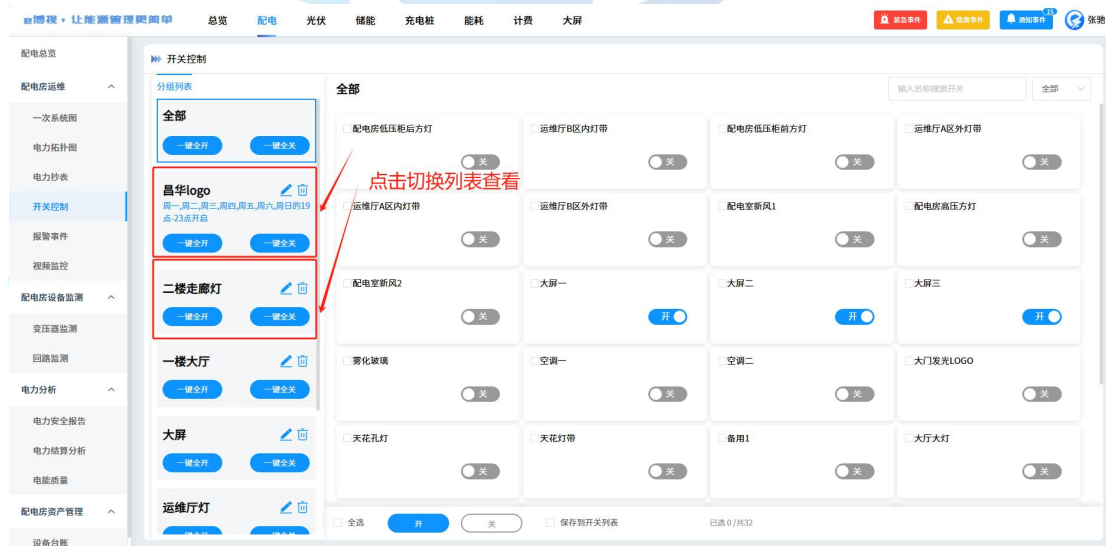 e博视，让能源管理更简单
总览 配电 光伏 储能 充电桩 能耗 计费 大屏
紧急事件
隐患事件
通知事件 15
张弛
配电总览
配电房运维
一次系统图
电力拓扑图
电力抄表
开关控制
报警事件
视频监控
配电房设备监测
变压器监测
回路监测
电力分析
电力安全报告
电力结算分析
电能质量
配电房资产管理
设备台账
开关控制
分组列表
全部
一键全开 一键全关
昌华logo
周一,周二,周三,周四,周五,周六,周日的19
点-23点开启
一键全开 一键全关
二楼走廊灯
一键全开 一键全关
一楼大厅
一键全开 一键全关
大屏
一键全开 一键全关
运维厅灯
一键全开 一键全关
全部
输入名称搜索开关 全部
点击切换列表查看
配电房低压柜后方灯 运维厅B区内灯带 配电房低压柜前方灯 运维厅A区外灯带
关 关 关 关
运维厅A区内灯带 运维厅B区外灯带 配电室新风1 配电房高压方灯
关 关 关 关
配电室新风2 大屏一 大屏二 大屏三
关 开 开 开
雾化玻璃 空调一 空调二 大门发光LOGO
关 关 关 关
天花孔灯 天花灯带 备用1 大厅大灯
关 关 关 关
全选 开 关 保存到开关列表 已选 0 /共32